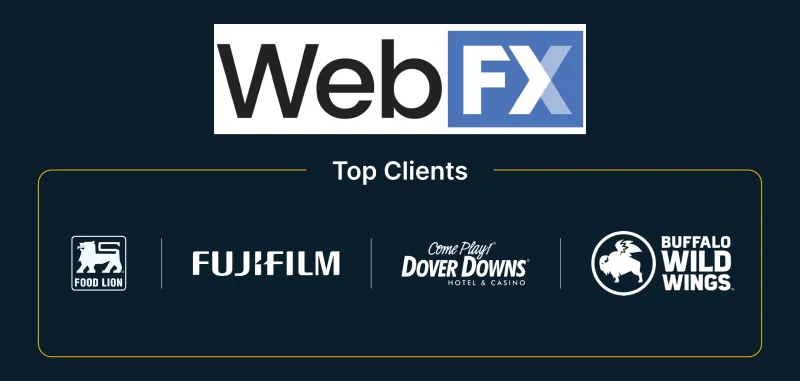 WebFX
Top Clients
FOOD LION
FUJIFILM
Come Play!®
DOVER DOWNS®
HOTEL & CASINO
BUFFALO
WILD
WINGS